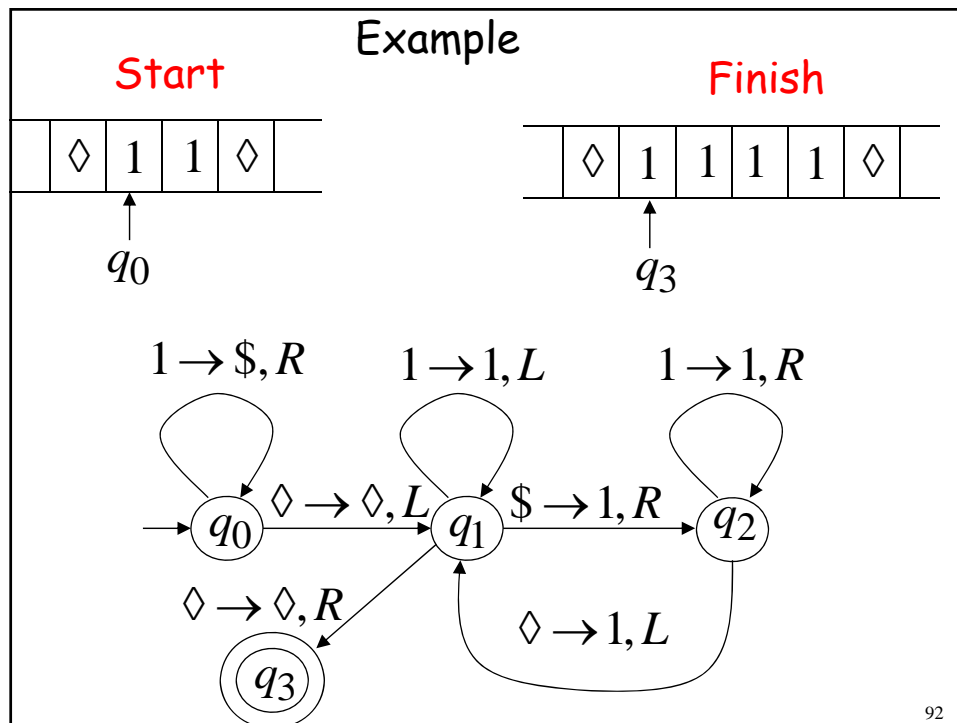 Example
Start
Finish
◊ 1 1 ◊
◊ 1 1 1 1 ◊
q0
q3
1 → $, R
1 → 1, L
1 → 1, R
q0
◊ → ◊, L
q1
$ → 1, R
q2
◊ → ◊, R
◊ → 1, L
q3
92